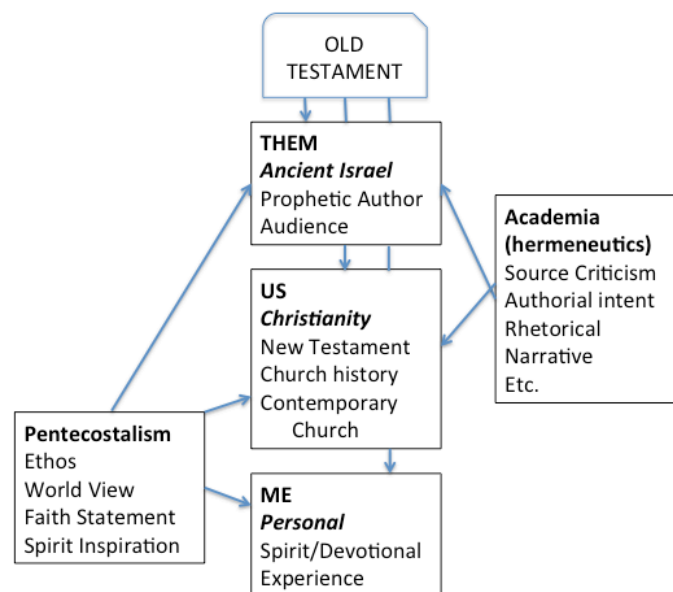 OLD
TESTAMENT
THEM
Ancient Israel
Prophetic Author
Audience
Academia
(hermeneutics)
Source Criticism
Authorial intent
Rhetorical
Narrative
Etc.
US
Christianity
New Testament
Church history
Contemporary
Church
Pentecostalism
Ethos
World View
Faith Statement
Spirit Inspiration
ME
Personal
Spirit/Devotional
Experience